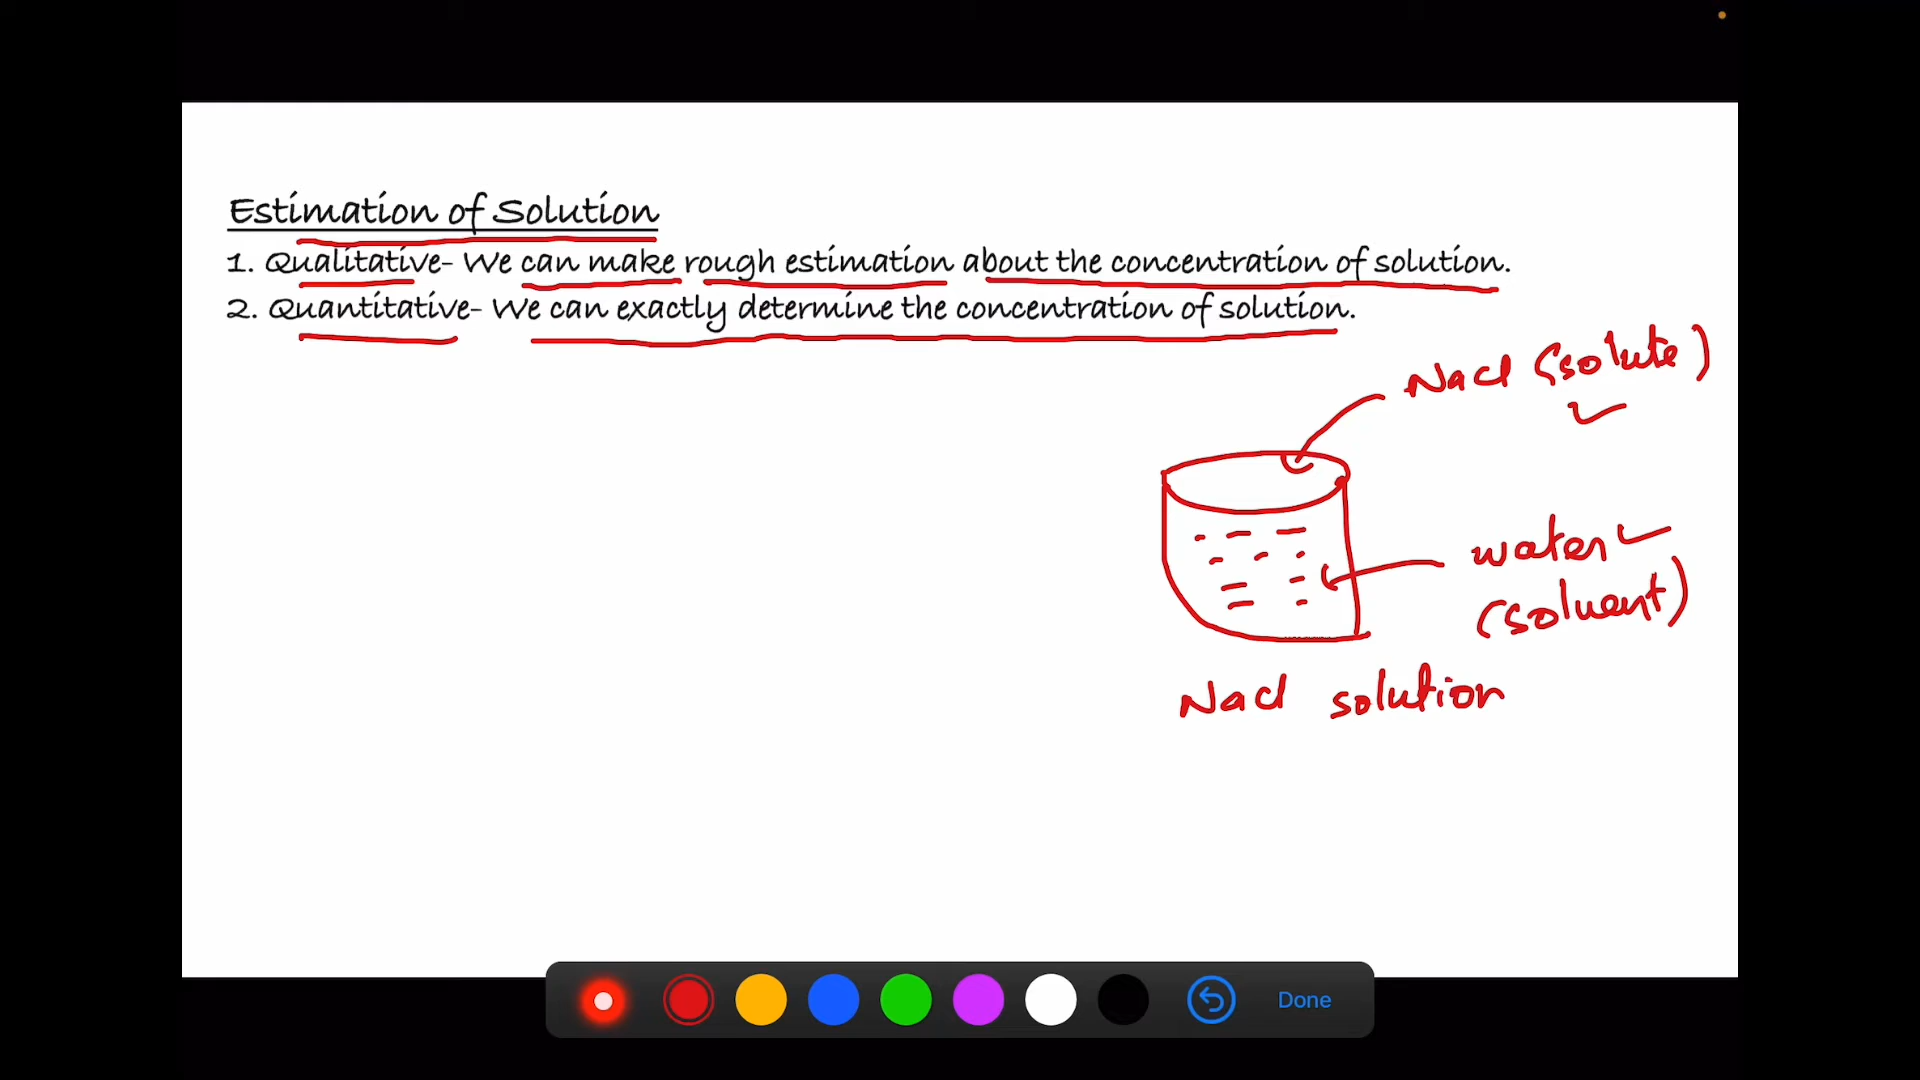 Estimation of Solution
1. Qualitative- We can make rough estimation about the concentration of solution.
2. Quantitative- We can exactly determine the concentration of solution.
Nacl (solute)
water
(solvent)
Nacl solution
Done